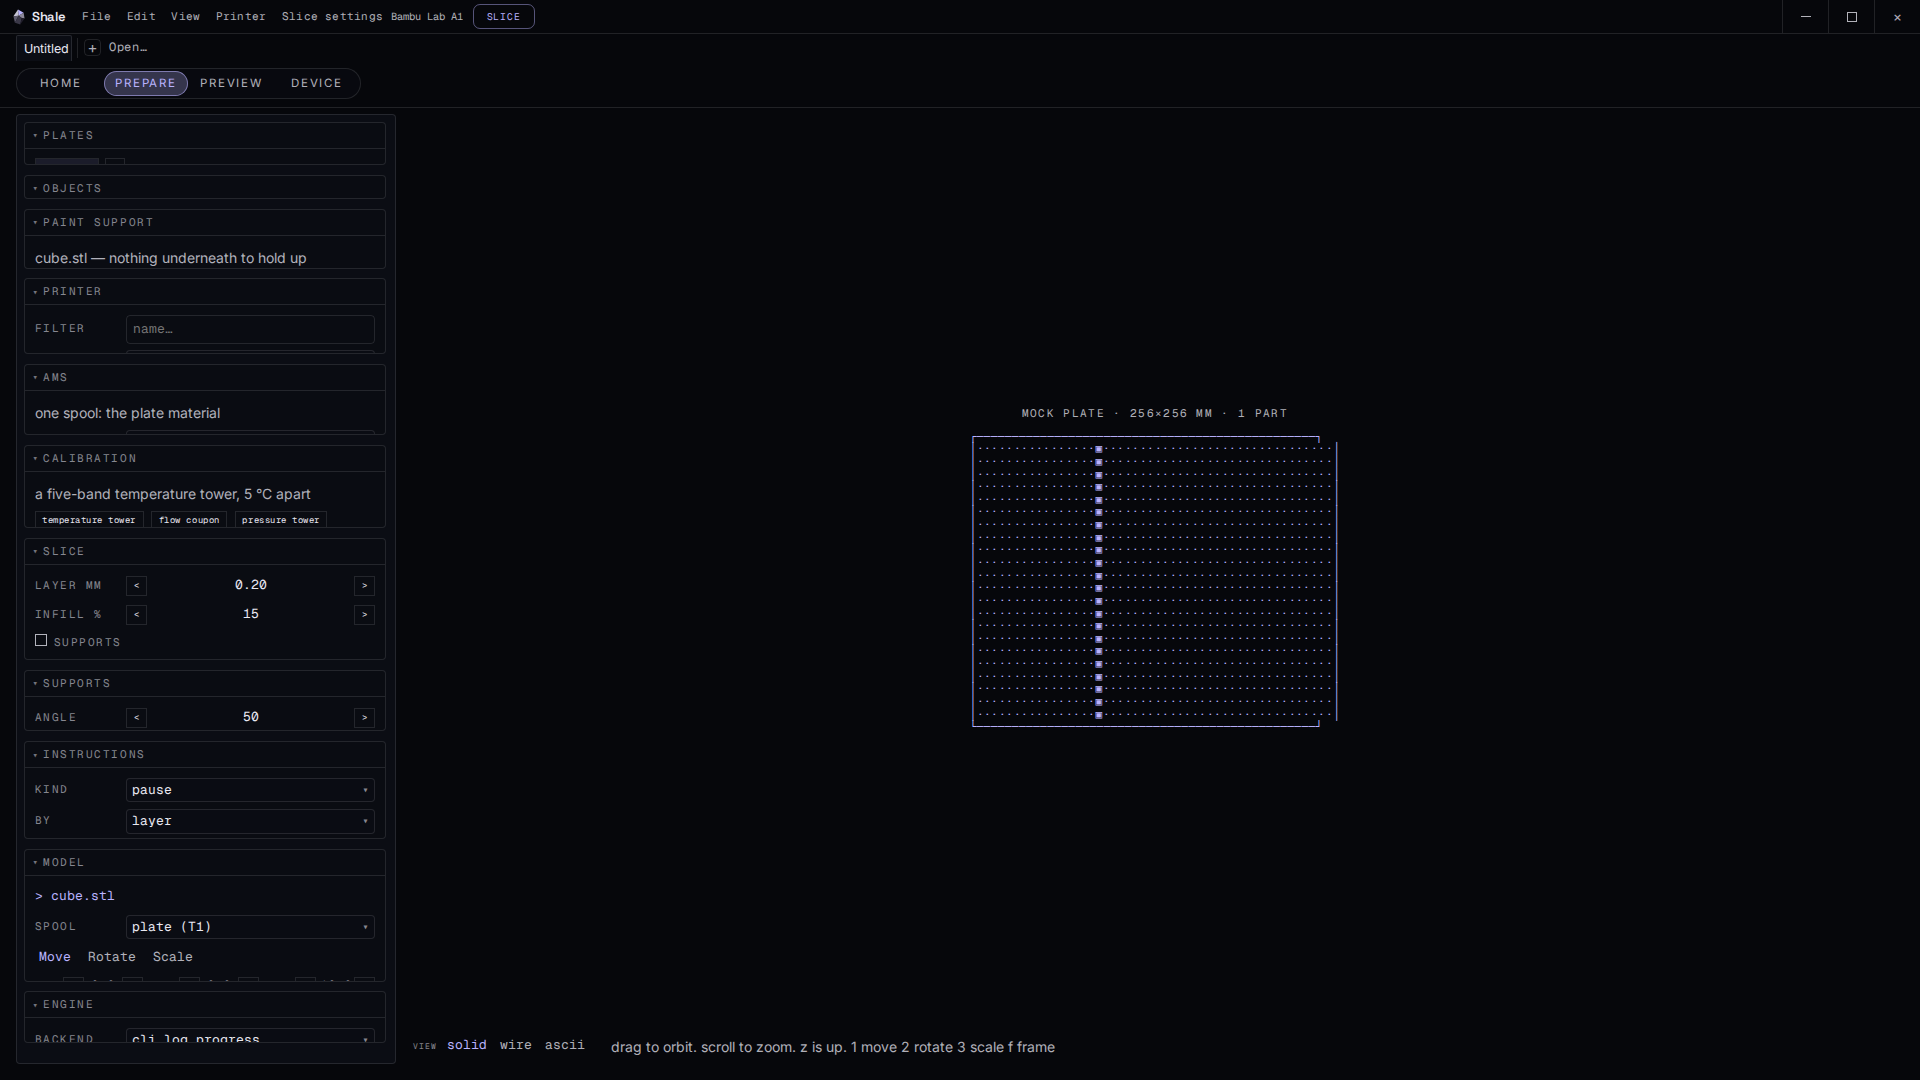 Shale File Edit View Printer Slice settings Bambu Lab A1 SLICE
Untitled + Open…
HOME PREPARE PREVIEW DEVICE
PLATES
OBJECTS
PAINT SUPPORT
cube.stl — nothing underneath to hold up
PRINTER
FILTER name…
AMS
one spool: the plate material
CALIBRATION
a five-band temperature tower, 5 °C apart
temperature tower flow coupon pressure tower
SLICE
LAYER MM < 0.20 >
INFILL % < 15 >
SUPPORTS
SUPPORTS
ANGLE < 50 >
INSTRUCTIONS
KIND pause
BY layer
MODEL
> cube.stl
SPOOL plate (T1)
Move Rotate Scale
ENGINE
BACKEND cli log progress
MOCK PLATE · 256×256 MM · 1 PART
VIEW solid wire ascii drag to orbit. scroll to zoom. z is up. 1 move 2 rotate 3 scale f frame